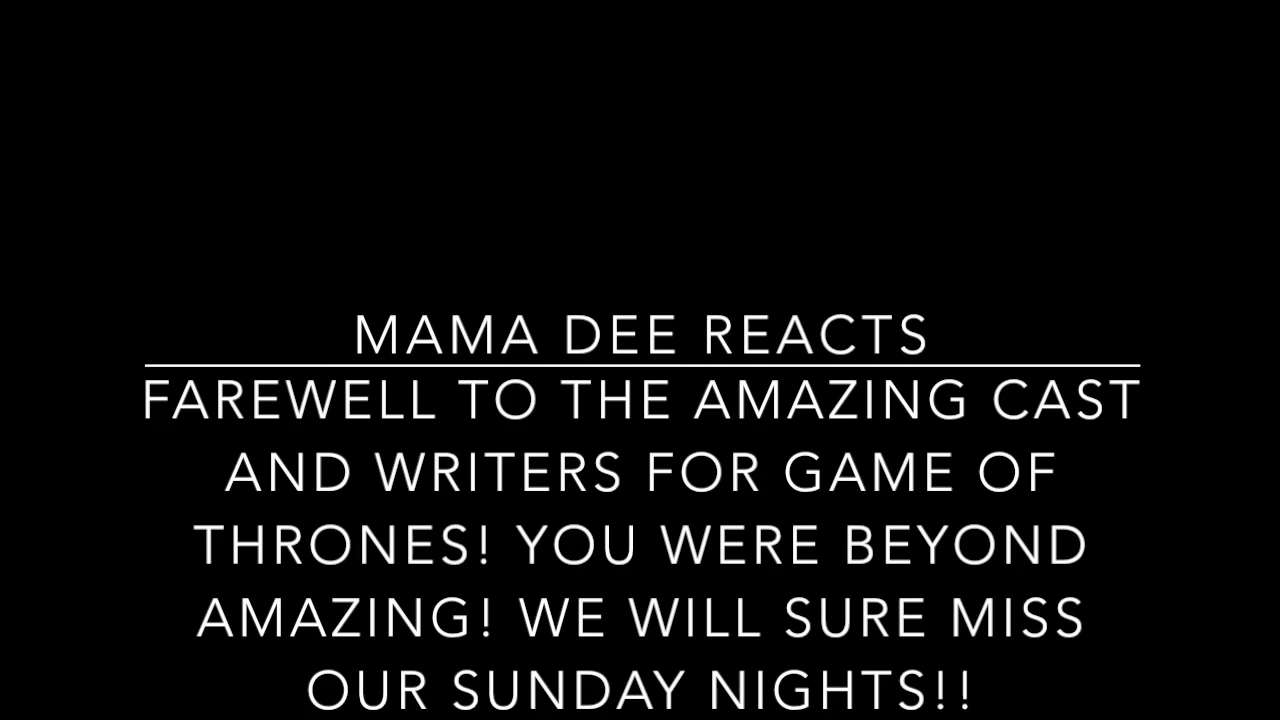 MAMA DEE REACTS
FAREWELL TO THE AMAZING CAST
AND WRITERS FOR GAME OF
THRONES! YOU WERE BEYOND
AMAZING! WE WILL SURE MISS
OUR SUNDAY NIGHTS!!